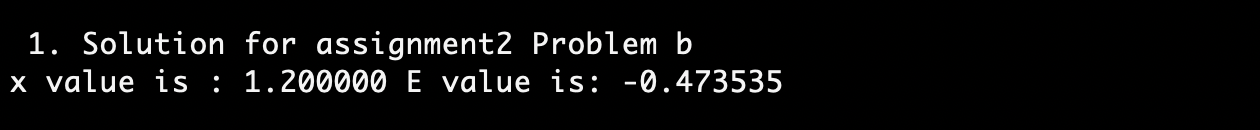 1. Solution for assignment2 Problem b
x value is : 1.200000 E value is: -0.473535